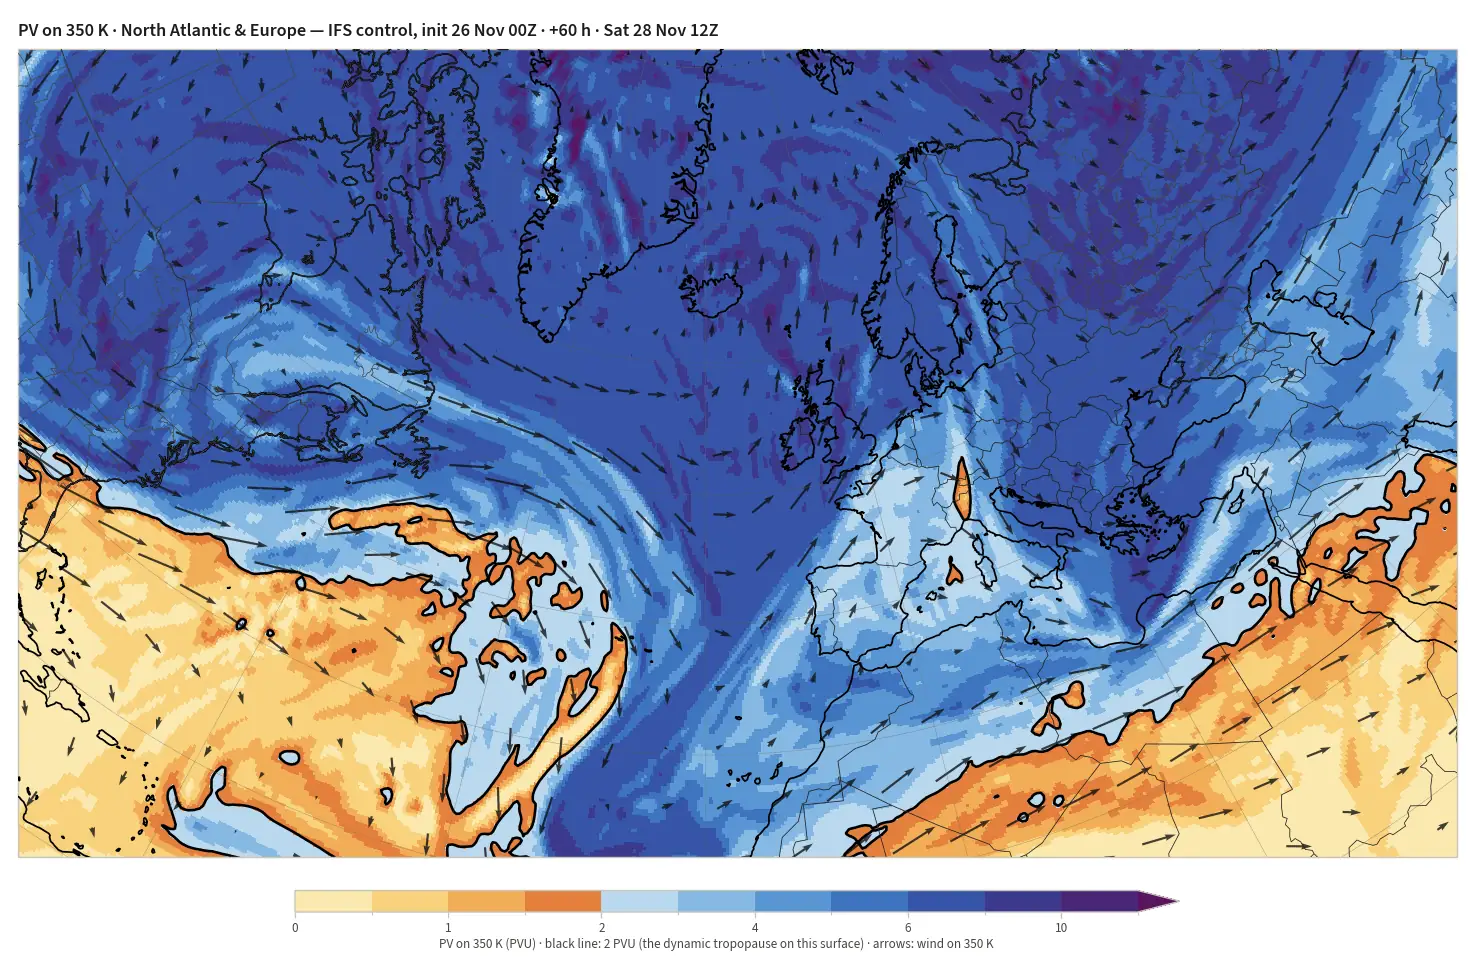 PV on 350 K · North Atlantic & Europe — IFS control, init 26 Nov 00Z · +60 h · Sat 28 Nov 12Z
0 1 2 4 6 10
PV on 350 K (PVU) · black line: 2 PVU (the dynamic tropopause on this surface) · arrows: wind on 350 K